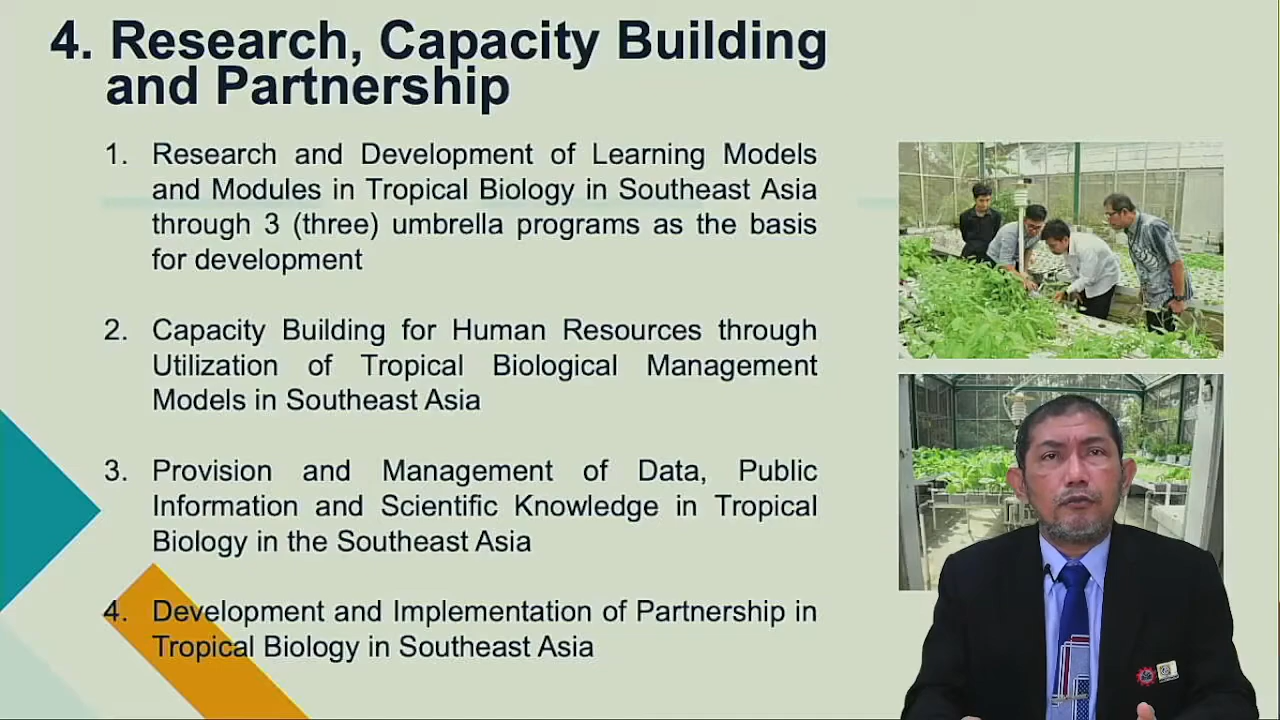 4. Research, Capacity Building
and Partnership
1. Research and Development of Learning Models
and Modules in Tropical Biology in Southeast Asia
through 3 (three) umbrella programs as the basis
for development
2. Capacity Building for Human Resources through
Utilization of Tropical Biological Management
Models in Southeast Asia
3. Provision and Management of Data, Public
Information and Scientific Knowledge in Tropical
Biology in the Southeast Asia
4. Development and Implementation of Partnership in
Tropical Biology in Southeast Asia